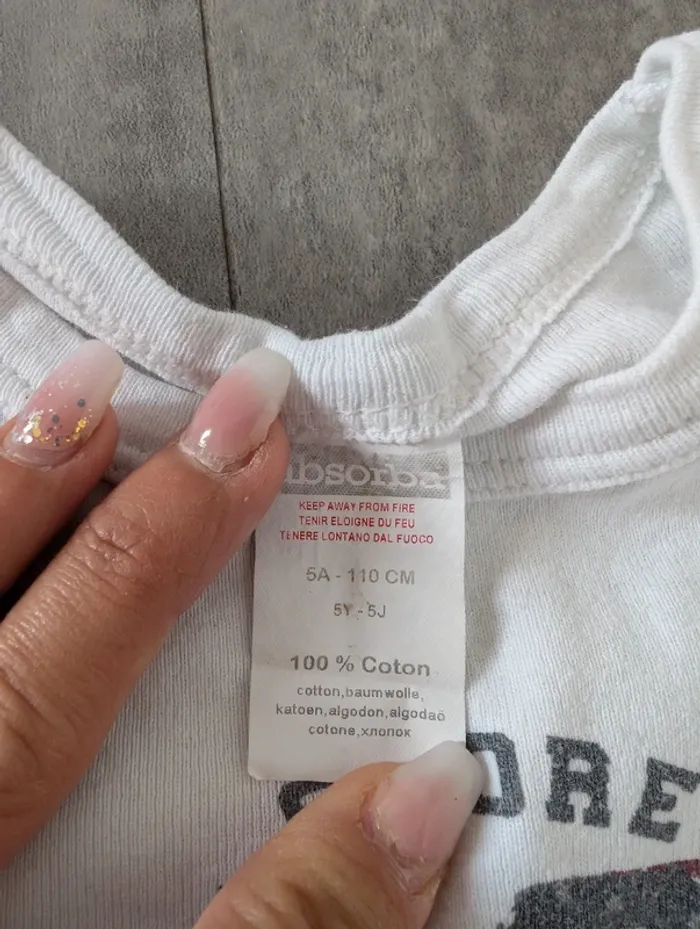 absorba
KEEP AWAY FROM FIRE
TENIR ELOIGNE DU FEU
TENERE LONTANO DAL FUOCO
5A - 110 CM
5Y - 5J
100 % Coton
cotton,baumwolle,
katoen,algodon,algodaõ
cotone,хлопок
ORE